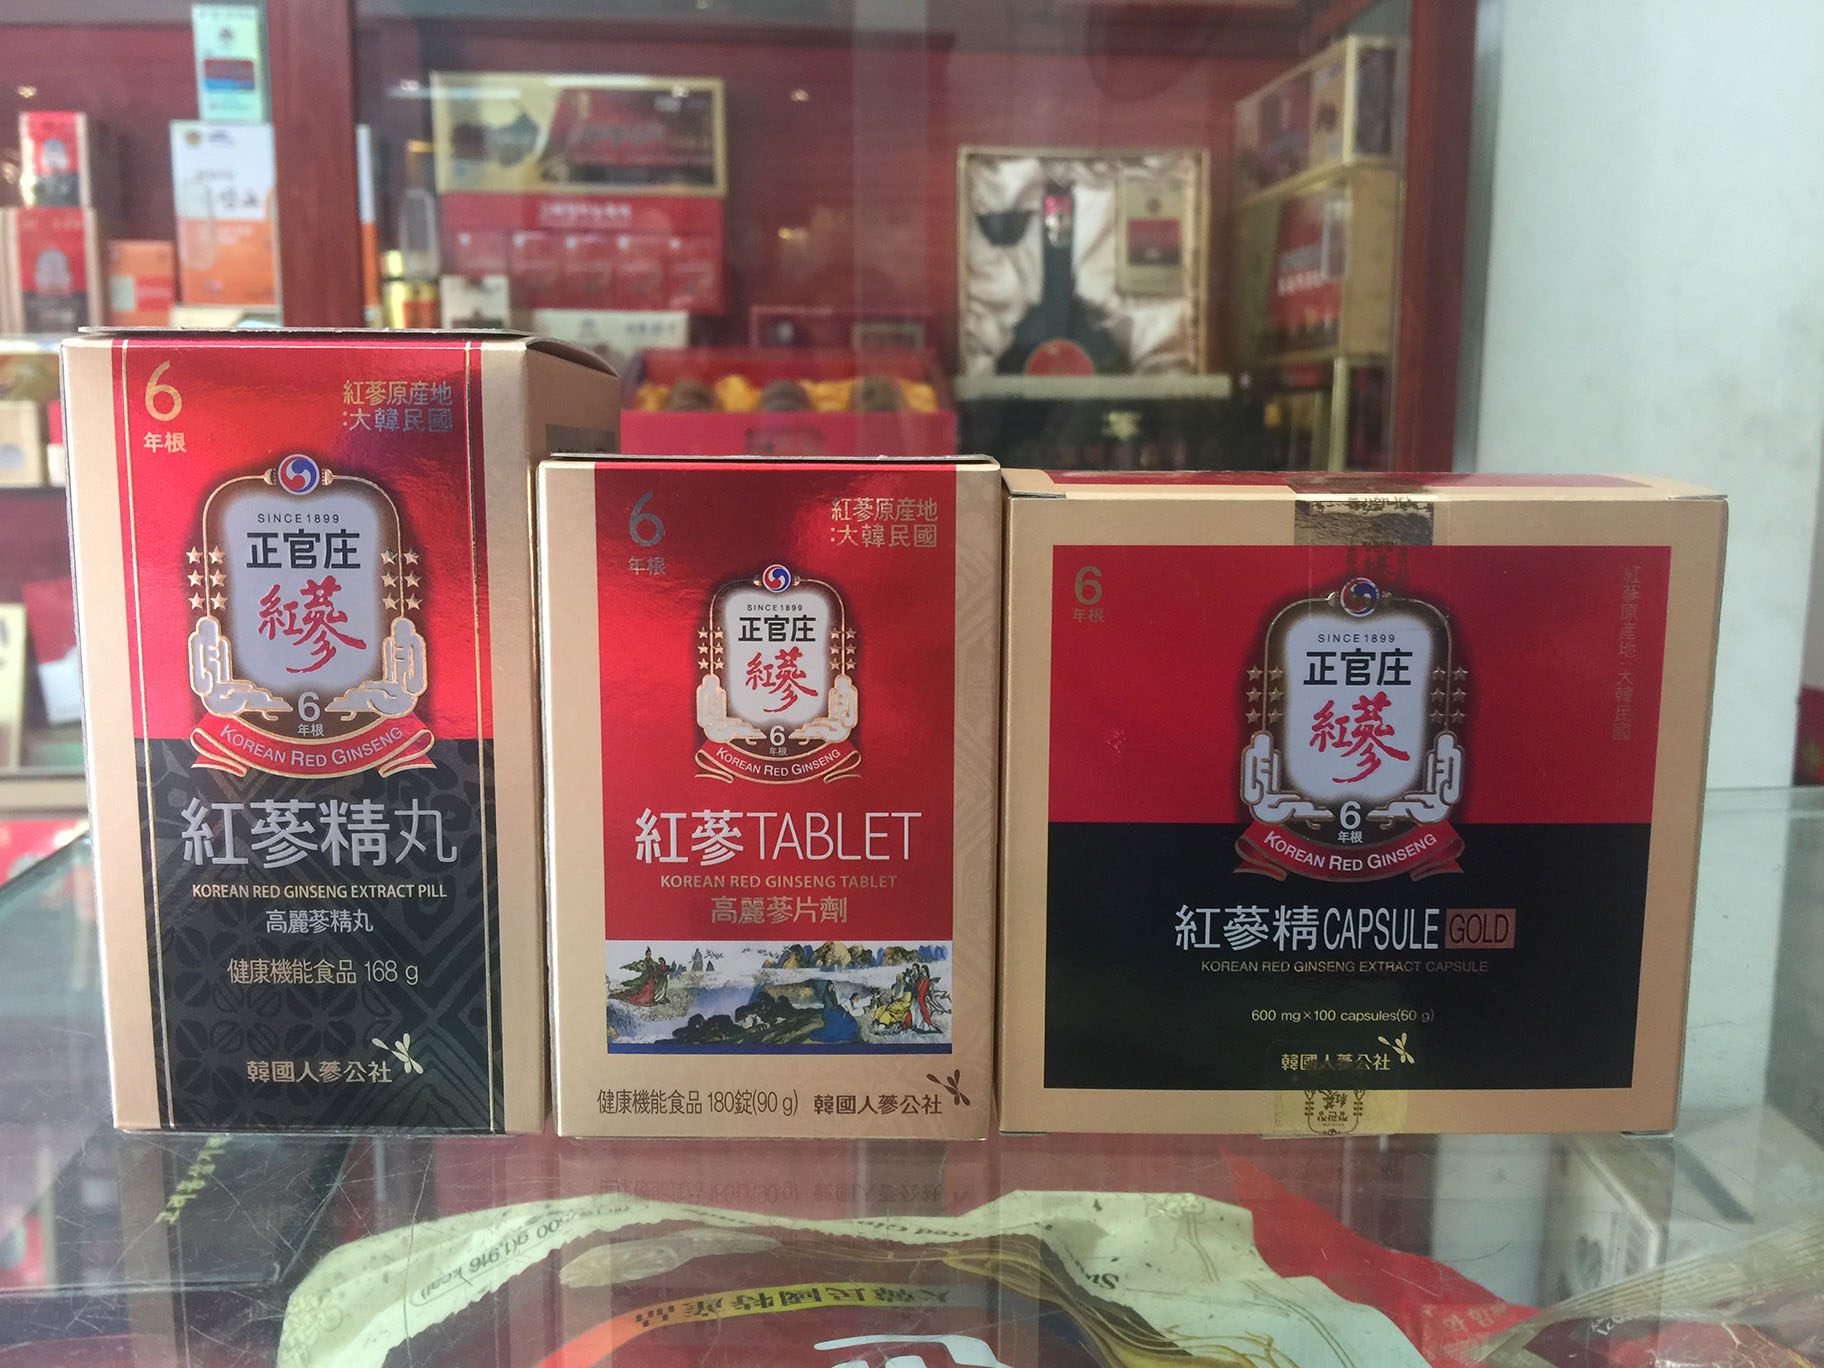 6
年根
紅蔘原産地
:大韓民國
SINCE 1899
正官庄
紅蔘
6
年根
KOREAN RED GINSENG
紅蔘精丸
KOREAN RED GINSENG EXTRACT PILL
高麗蔘精丸
健康機能食品 168 g
韓國人蔘公社
6
年根
紅蔘原産地
:大韓民國
SINCE 1899
正官庄
紅蔘
6
年根
KOREAN RED GINSENG
紅蔘TABLET
KOREAN RED GINSENG TABLET
高麗蔘片劑
健康機能食品 180錠(90 g)
韓國人蔘公社
6
年根
紅蔘原産地:大韓民國
SINCE 1899
正官庄
紅蔘
6
年根
KOREAN RED GINSENG
紅蔘精CAPSULE GOLD
KOREAN RED GINSENG EXTRACT CAPSULE
600 mg×100 capsules(60 g)
韓國人蔘公社
大韓民國特産品